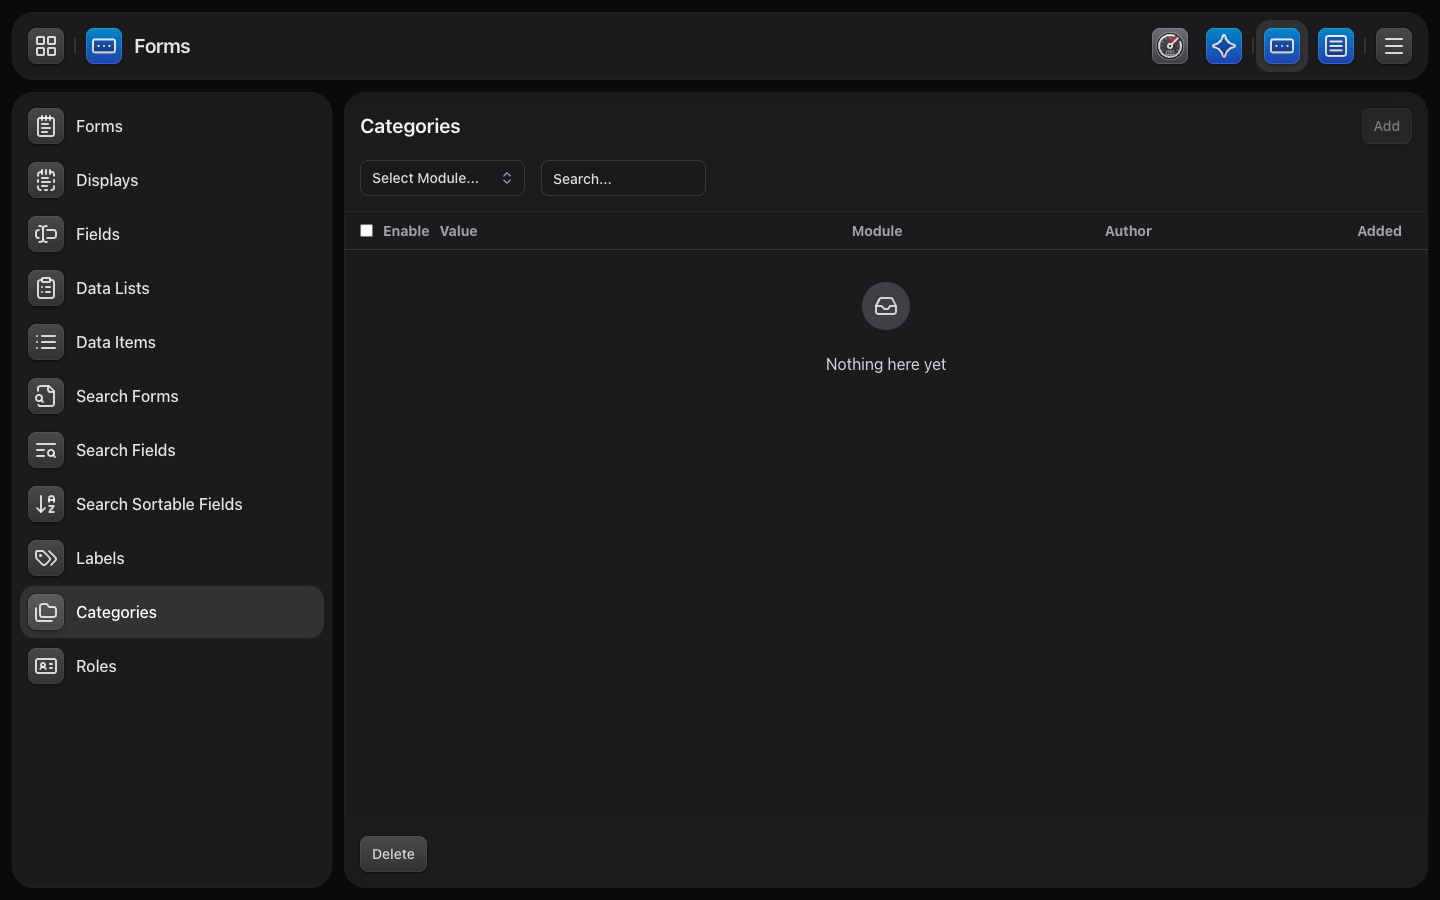 Forms
Forms
Displays
Fields
Data Lists
Data Items
Search Forms
Search Fields
Search Sortable Fields
Labels
Categories
Roles
Categories
Add
Select Module...
Search...
Enable Value Module Author Added
Nothing here yet
Delete